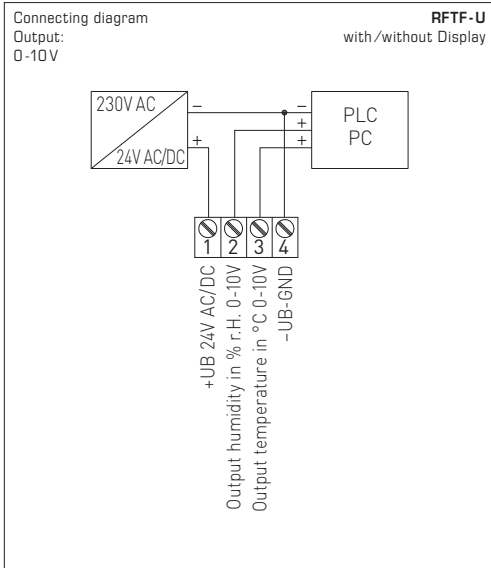 Connecting diagram
Output:
0-10 V
RFTF-U
with/without Display
230V AC
24V AC/DC
−
+
−
+
+
PLC
PC
1 2 3 4
+UB 24V AC/DC
Output humidity in % r.H. 0-10V
Output temperature in °C 0-10V
−UB-GND